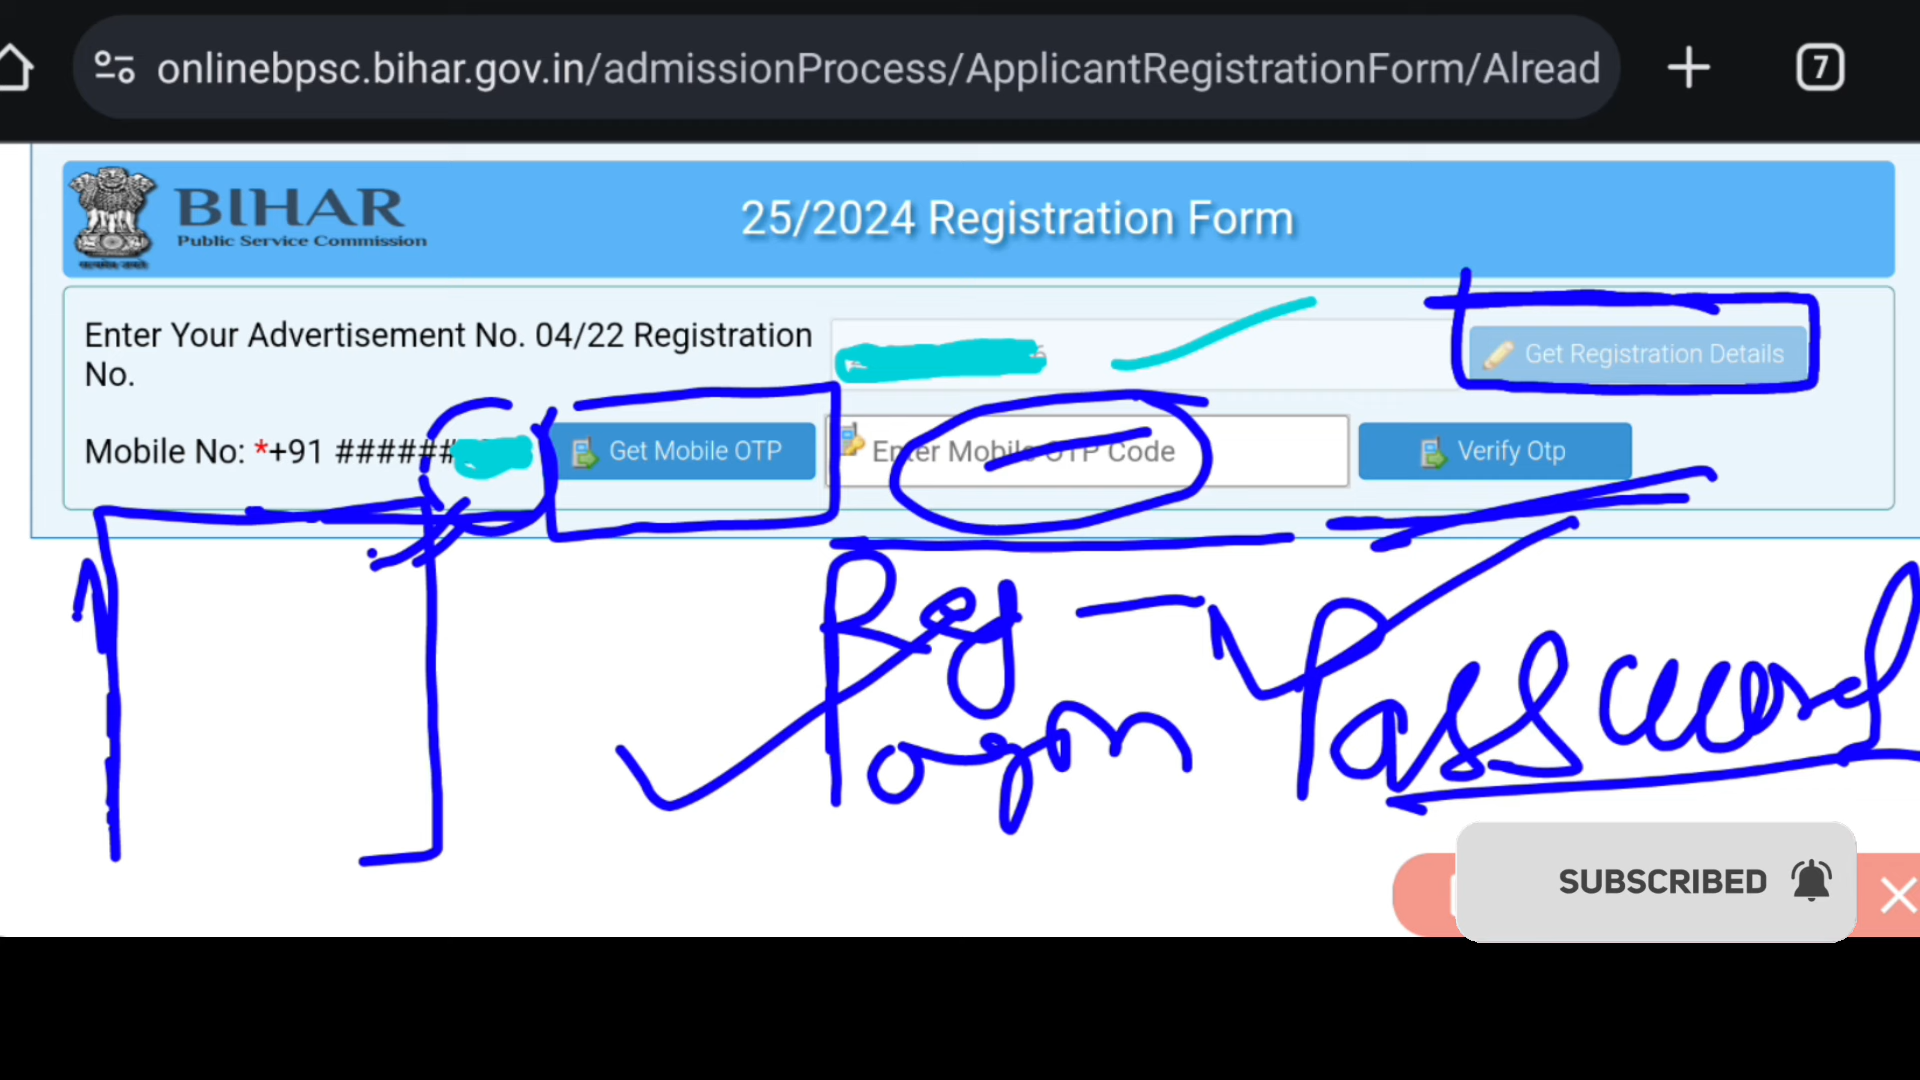 onlinebpsc.bihar.gov.in/admissionProcess/ApplicantRegistrationForm/Alread
7
BIHAR
Public Service Commission
25/2024 Registration Form
Enter Your Advertisement No. 04/22 Registration
No.
Get Registration Details
Mobile No: *+91 ######
Get Mobile OTP
Enter Mobile OTP Code
Verify Otp
Reg
Password
SUBSCRIBED